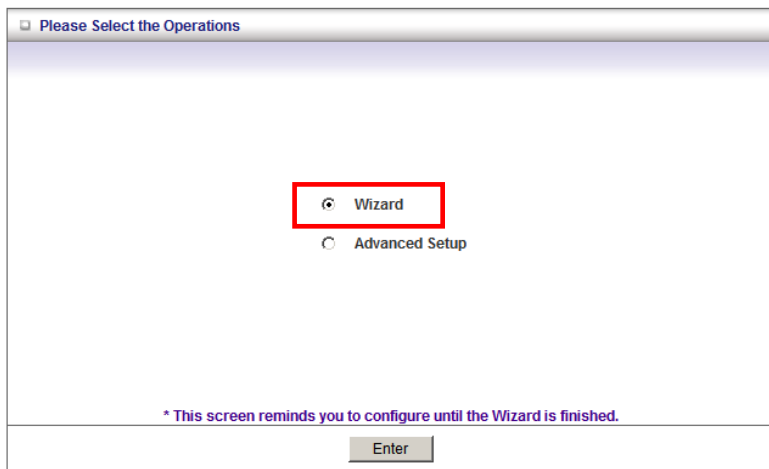 Please Select the Operations
Wizard
Advanced Setup
* This screen reminds you to configure until the Wizard is finished.
Enter